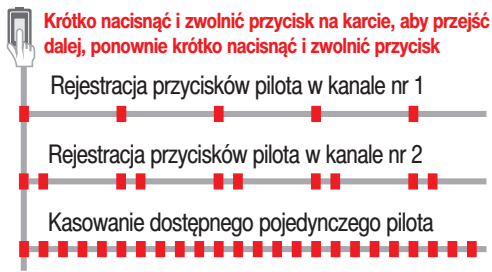 Krótko nacisnąć i zwolnić przycisk na karcie, aby przejść
dalej, ponownie krótko nacisnąć i zwolnić przycisk
Rejestracja przycisków pilota w kanale nr 1
Rejestracja przycisków pilota w kanale nr 2
Kasowanie dostępnego pojedynczego pilota